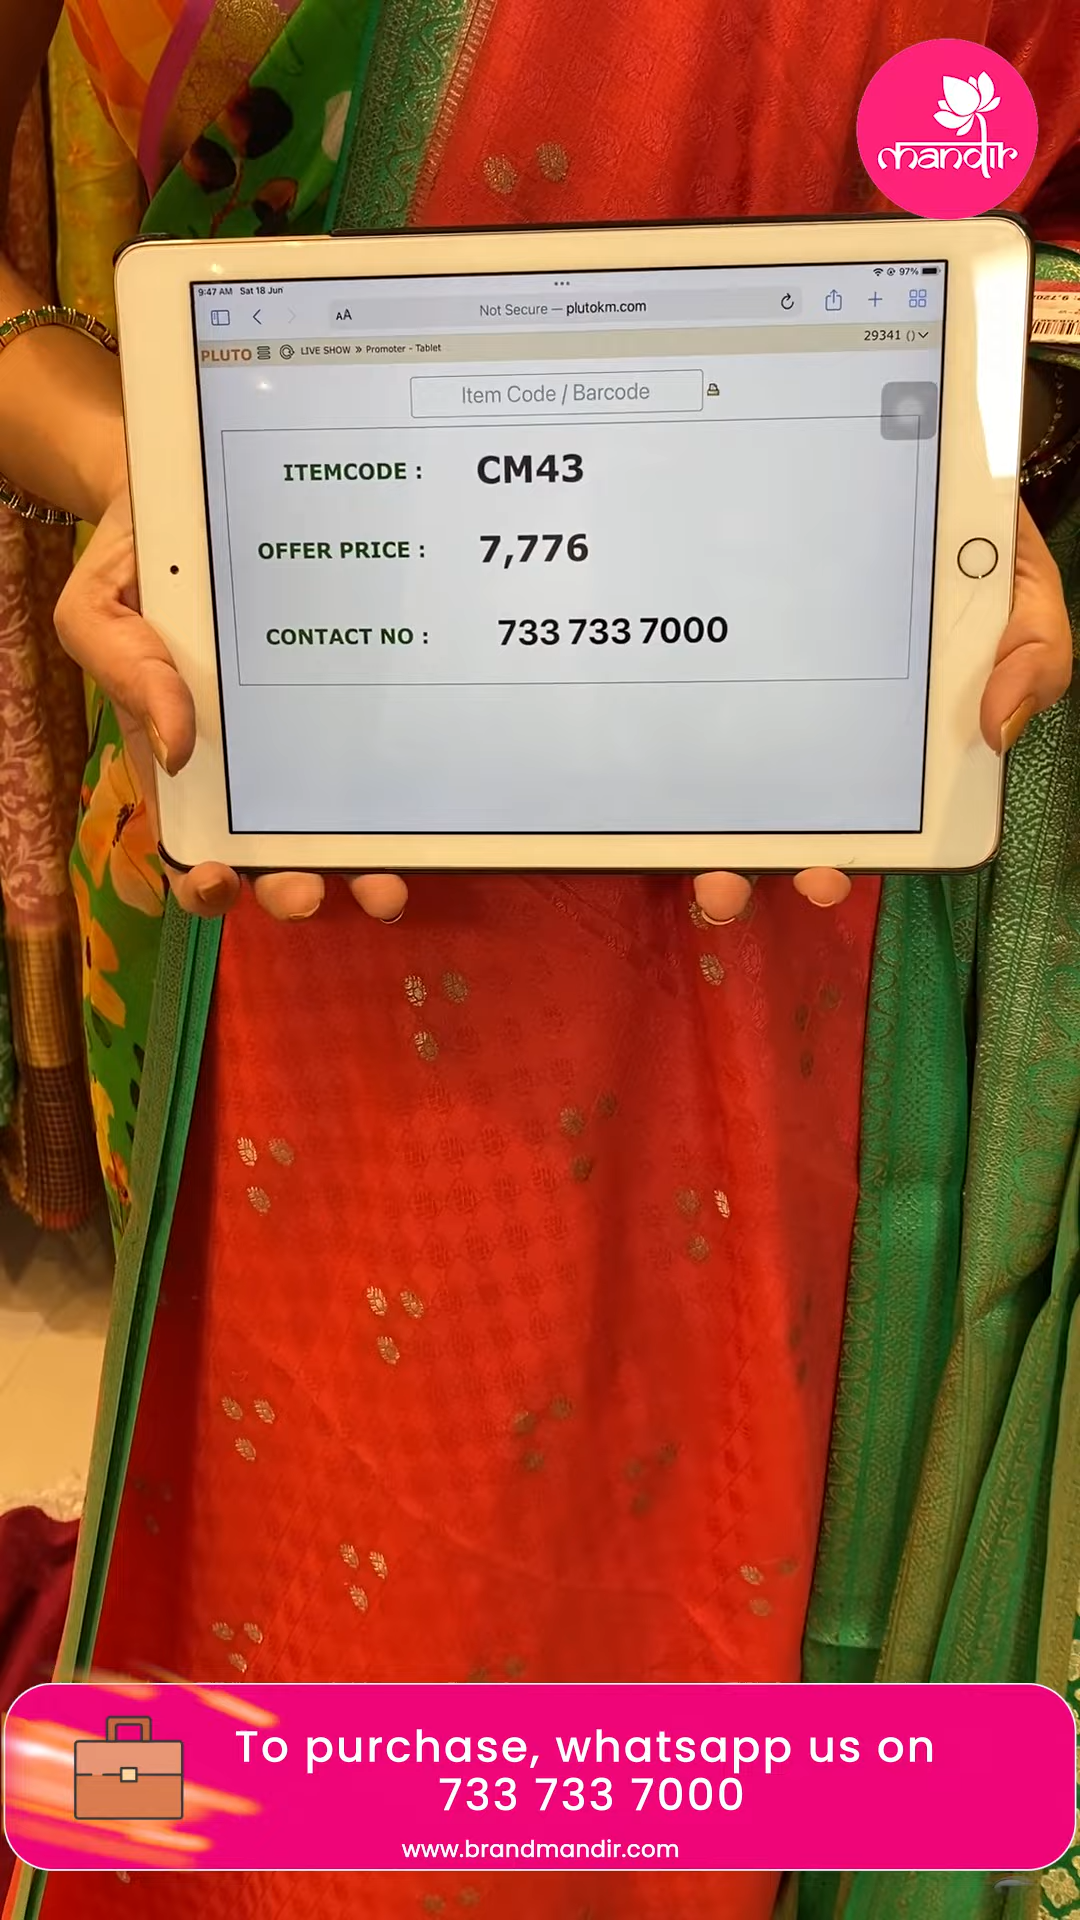 mandir
9:47 AM Sat 18 Jun
97%
AA
Not Secure — plutokm.com
PLUTO
LIVE SHOW » Promoter - Tablet
29341 ()
Item Code / Barcode
ITEMCODE : CM43
OFFER PRICE : 7,776
CONTACT NO : 733 733 7000
To purchase, whatsapp us on
733 733 7000
www.brandmandir.com